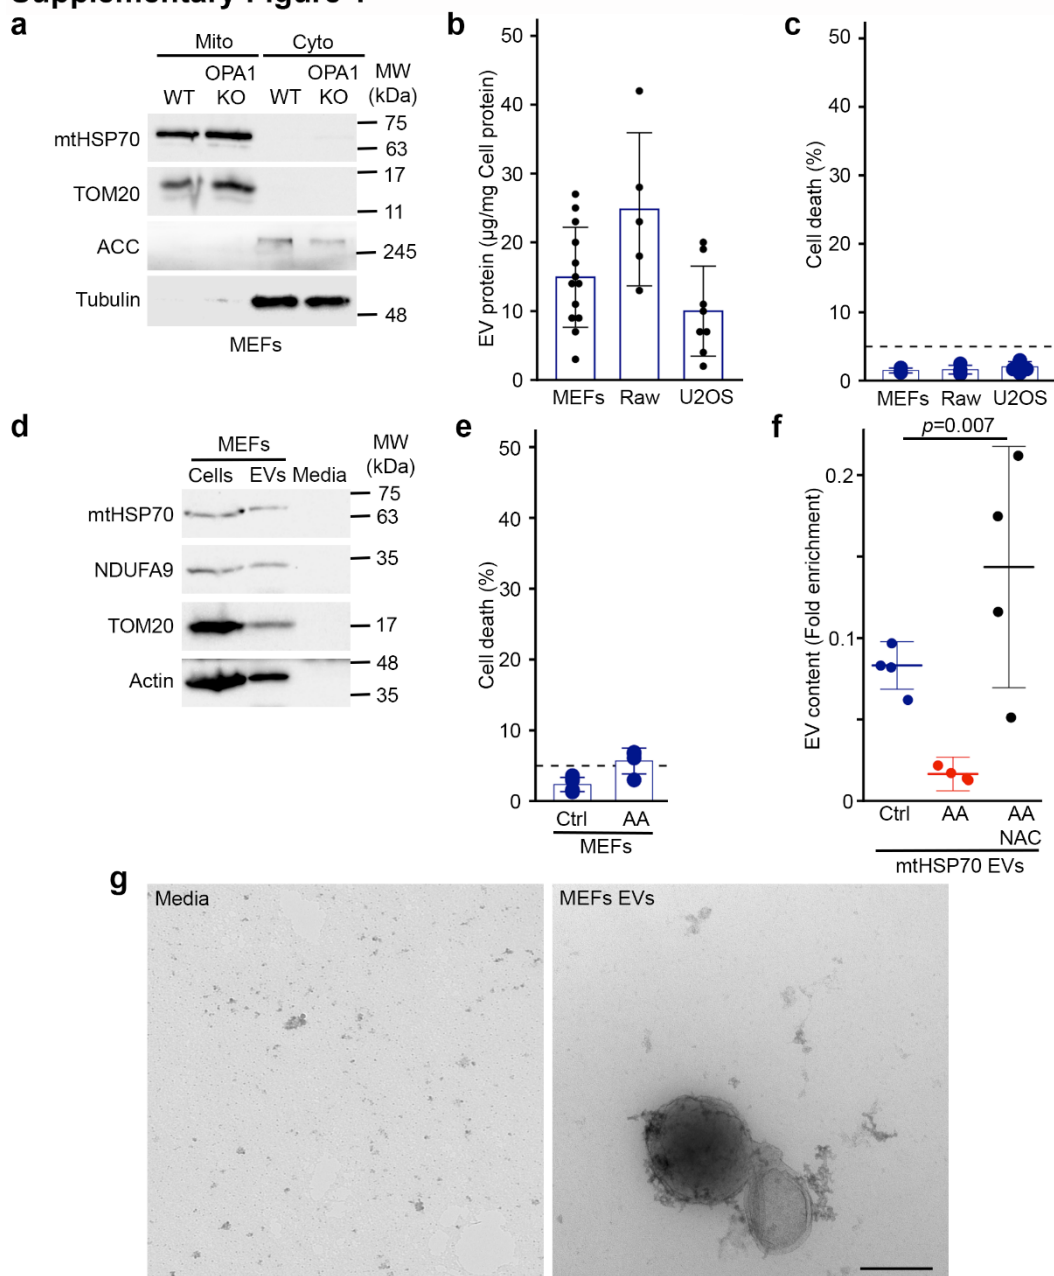 Supplementary Figure 1
a
Mito Cyto
WT OPA1 KO WT OPA1 KO MW (kDa)
mtHSP70 75 63
TOM20 17 11
ACC 245
Tubulin 48
MEFs
b
EV protein (µg/mg Cell protein)
50
40
30
20
10
0
MEFs Raw U2OS
c
Cell death (%)
50
40
30
20
10
0
MEFs Raw U2OS
d
MEFs
Cells EVs Media MW (kDa)
mtHSP70 75 63
NDUFA9 35
TOM20 17
Actin 48 35
e
Cell death (%)
50
40
30
20
10
0
Ctrl AA
MEFs
f
p=0.007
EV content (Fold enrichment)
0.2
0.1
0
Ctrl AA AA NAC
mtHSP70 EVs
g
Media
MEFs EVs